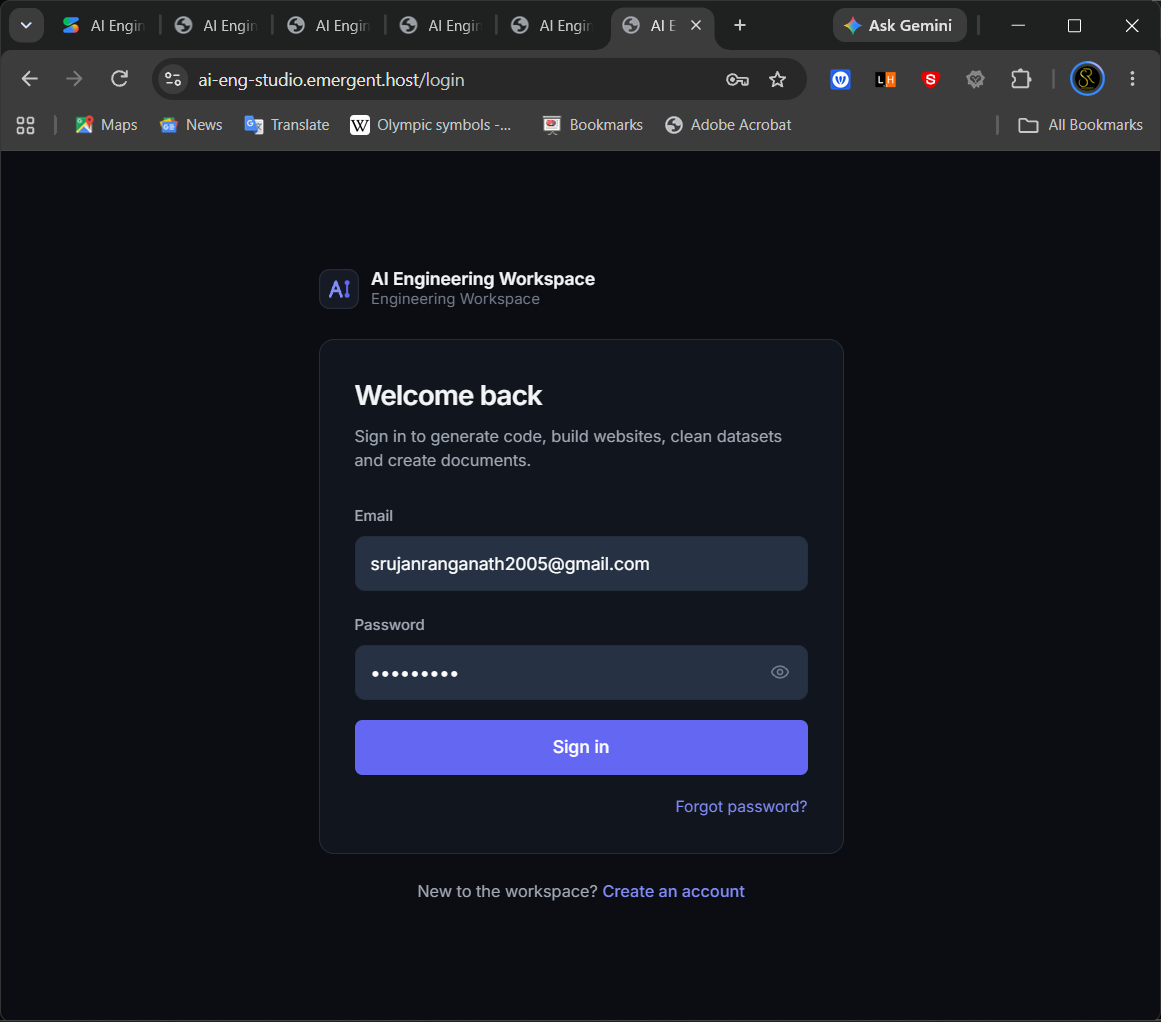 AI Engin
AI Engin
AI Engin
AI Engin
AI Engin
AI E
Ask Gemini
ai-eng-studio.emergent.host/login
Maps
News
Translate
Olympic symbols -...
Bookmarks
Adobe Acrobat
All Bookmarks
AI
AI Engineering Workspace
Engineering Workspace
Welcome back
Sign in to generate code, build websites, clean datasets
and create documents.
Email
srujanranganath2005@gmail.com
Password
•••••••••
Sign in
Forgot password?
New to the workspace? Create an account